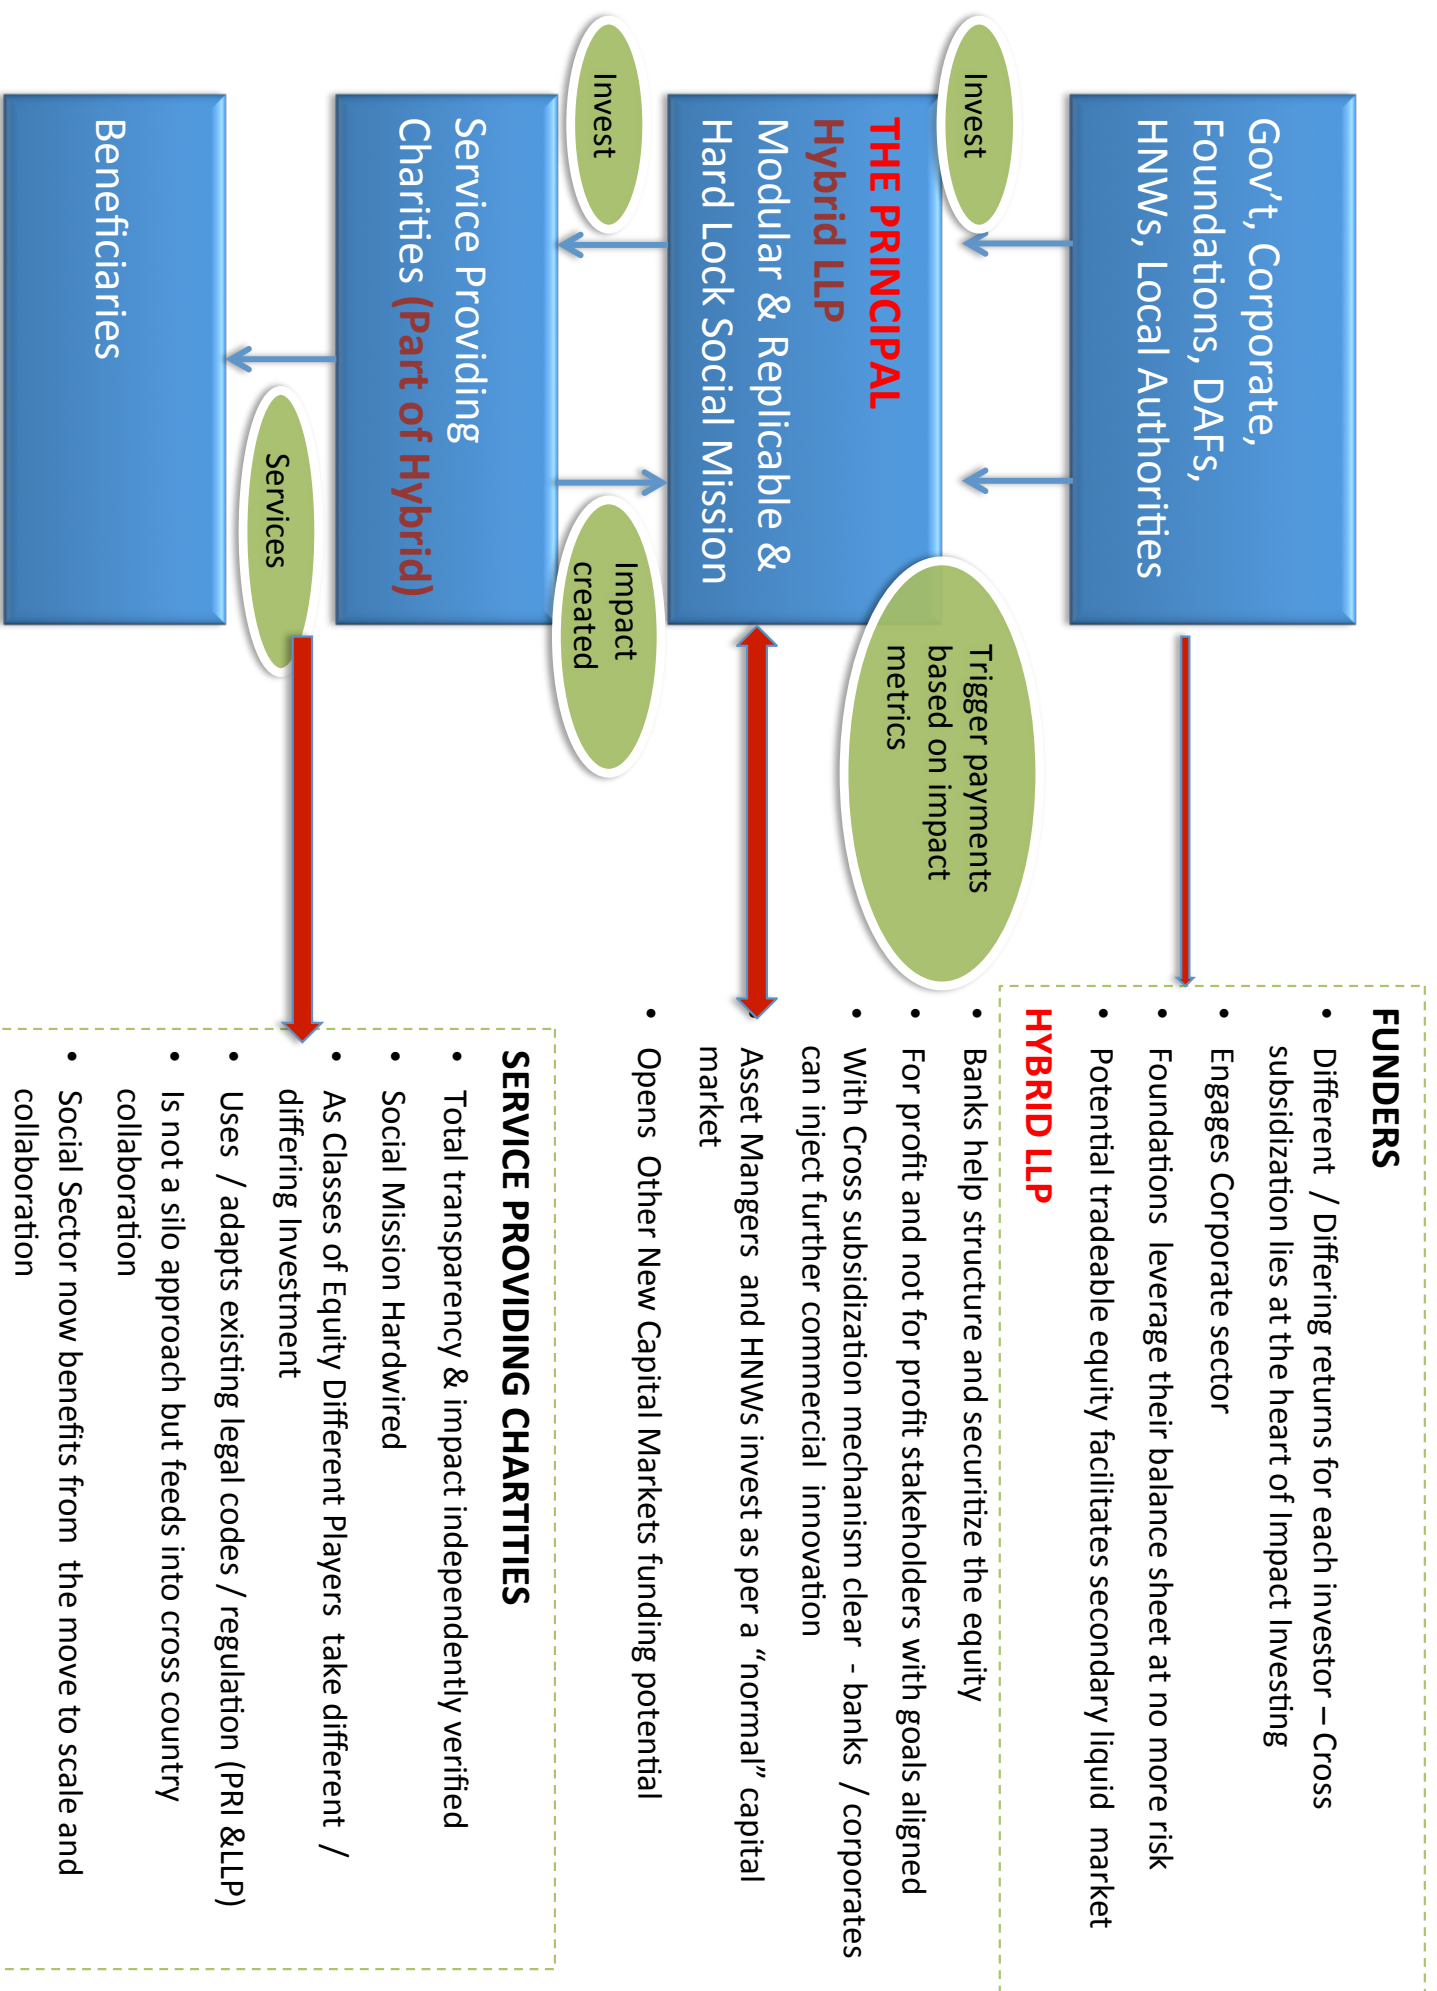 Gov't, Corporate,
Foundations, DAFs,
HNWs, Local Authorities
Invest
Trigger payments
based on impact
metrics
THE PRINCIPAL
Hybrid LLP
Modular & Replicable &
Hard Lock Social Mission
Invest
Impact
created
Service Providing
Charities (Part of Hybrid)
Services
Beneficiaries
FUNDERS
• Different / Differing returns for each investor – Cross
subsidization lies at the heart of Impact Investing
• Engages Corporate sector
• Foundations leverage their balance sheet at no more risk
• Potential tradeable equity facilitates secondary liquid market
HYBRID LLP
• Banks help structure and securitize the equity
• For profit and not for profit stakeholders with goals aligned
• With Cross subsidization mechanism clear - banks / corporates
can inject further commercial innovation
• Asset Mangers and HNWs invest as per a “normal” capital
market
• Opens Other New Capital Markets funding potential
SERVICE PROVIDING CHARTITIES
• Total transparency & impact independently verified
• Social Mission Hardwired
• As Classes of Equity Different Players take different /
differing Investment
• Uses / adapts existing legal codes / regulation (PRI &LLP)
• Is not a silo approach but feeds into cross country
collaboration
• Social Sector now benefits from the move to scale and
collaboration